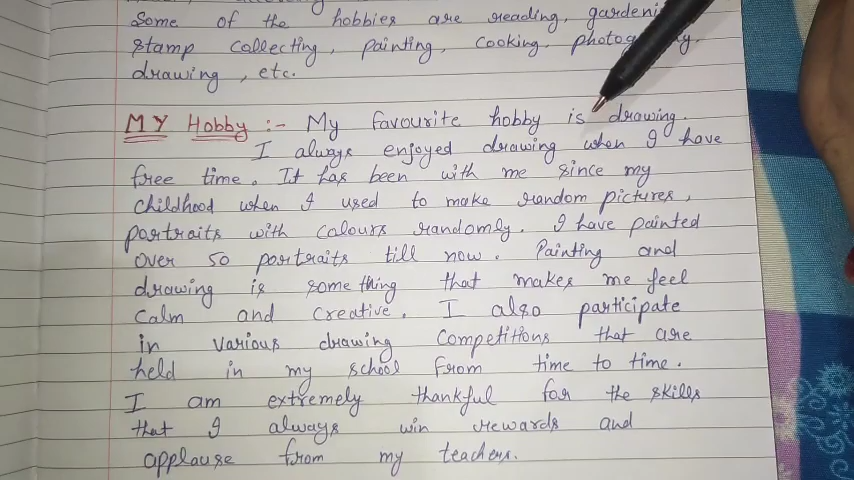 Some of the hobbies are reading, gardeni
stamp collecting, painting, cooking, photog y.
drawing, etc.
MY Hobby :- My favourite hobby is drawing.
I always enjoyed drawing when I have
free time. It has been with me since my
childhood when I used to make random pictures,
portraits with colours randomly. I have painted
over 50 portraits till now. Painting and
drawing is something that makes me feel
calm and creative. I also participate
in various drawing competitions that are
held in my school from time to time.
I am extremely thankful for the skills
that I always win rewards and
applause from my teachers.